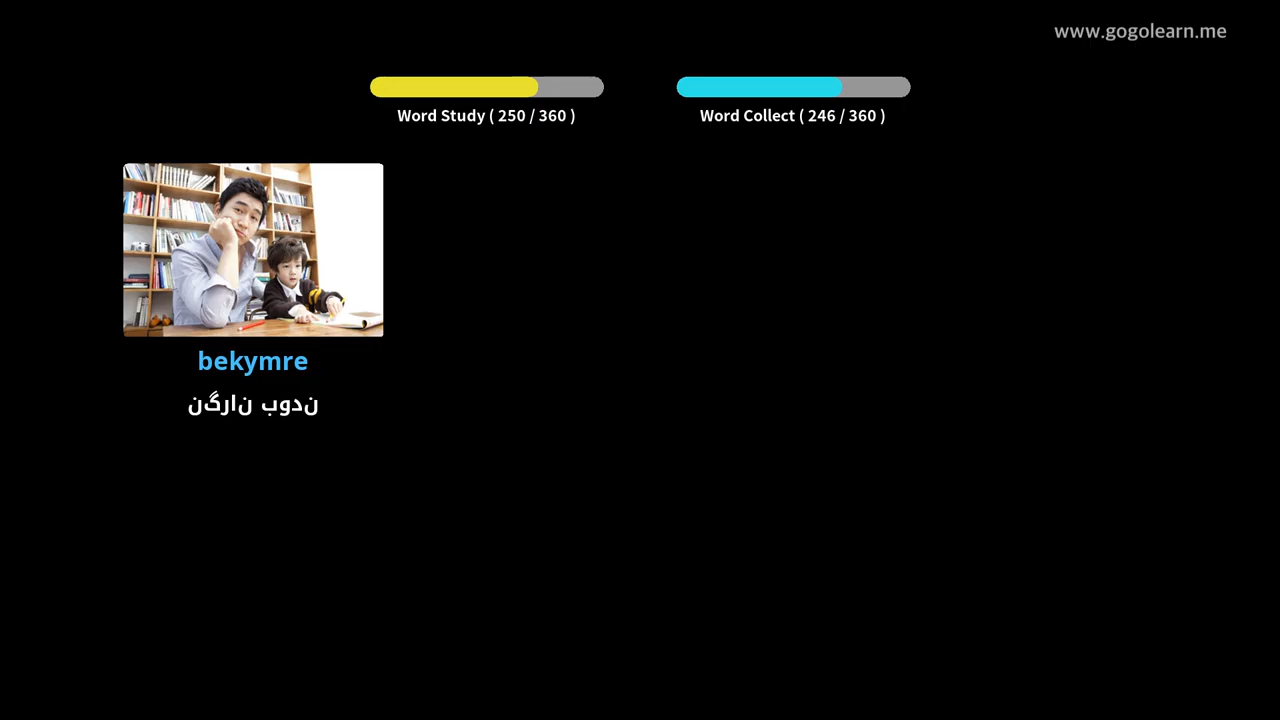 www.gogolearn.me
Word Study ( 250 / 360 )
Word Collect ( 246 / 360 )
bekymre
ندوب نارگن